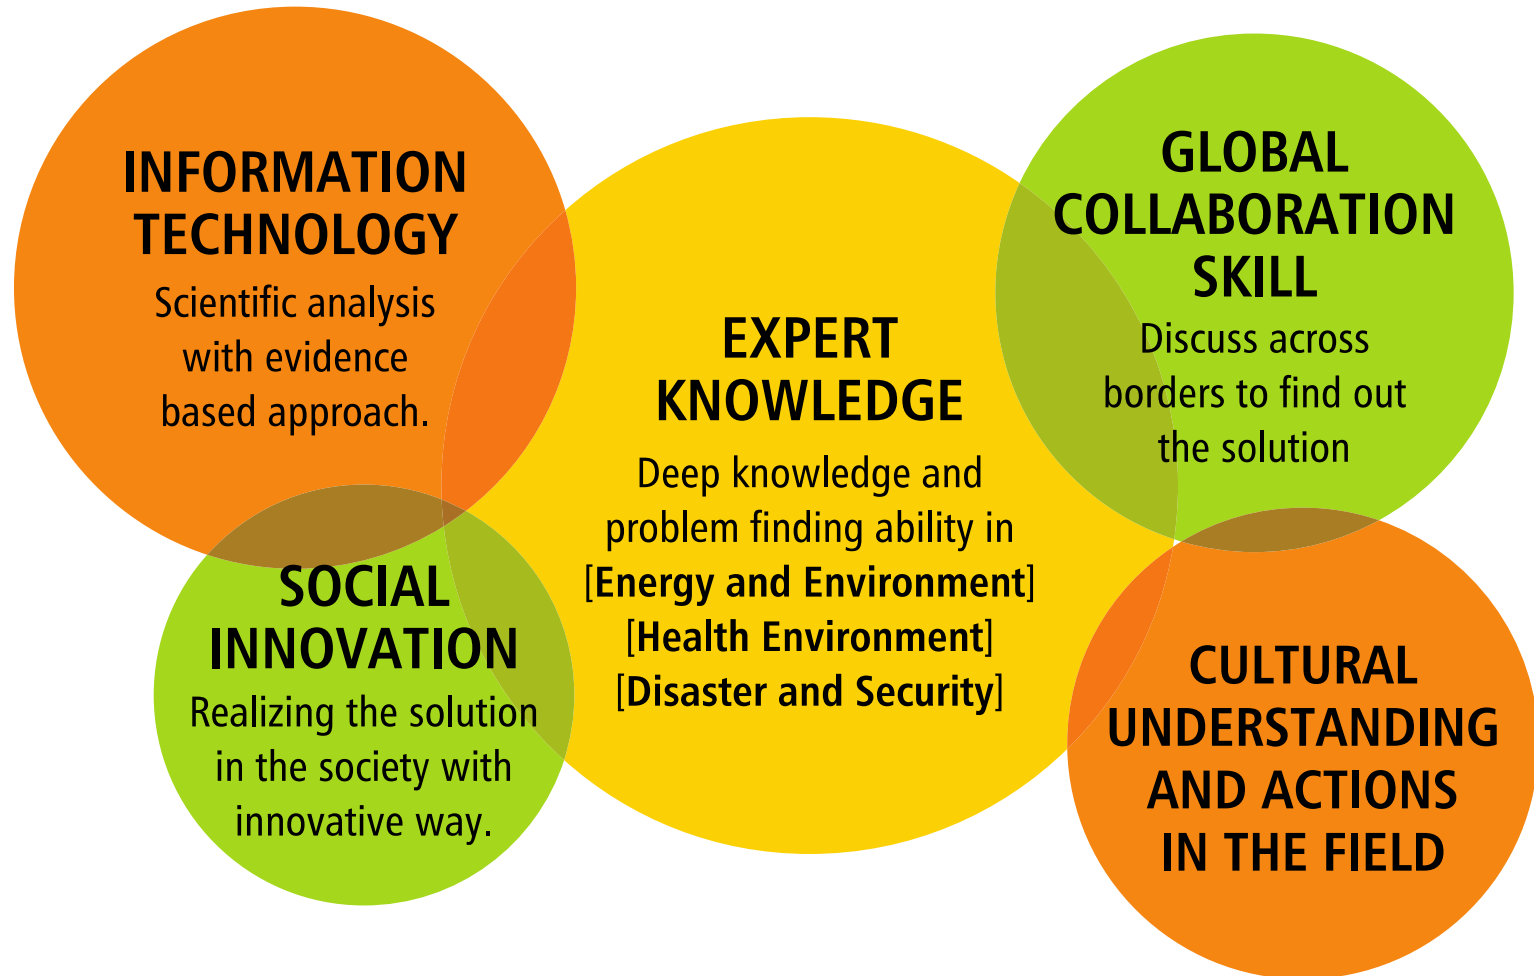 INFORMATION
TECHNOLOGY
Scientific analysis
with evidence
based approach.
SOCIAL
INNOVATION
Realizing the solution
in the society with
innovative way.
EXPERT
KNOWLEDGE
Deep knowledge and
problem finding ability in
[Energy and Environment]
[Health Environment]
[Disaster and Security]
GLOBAL
COLLABORATION
SKILL
Discuss across
borders to find out
the solution
CULTURAL
UNDERSTANDING
AND ACTIONS
IN THE FIELD